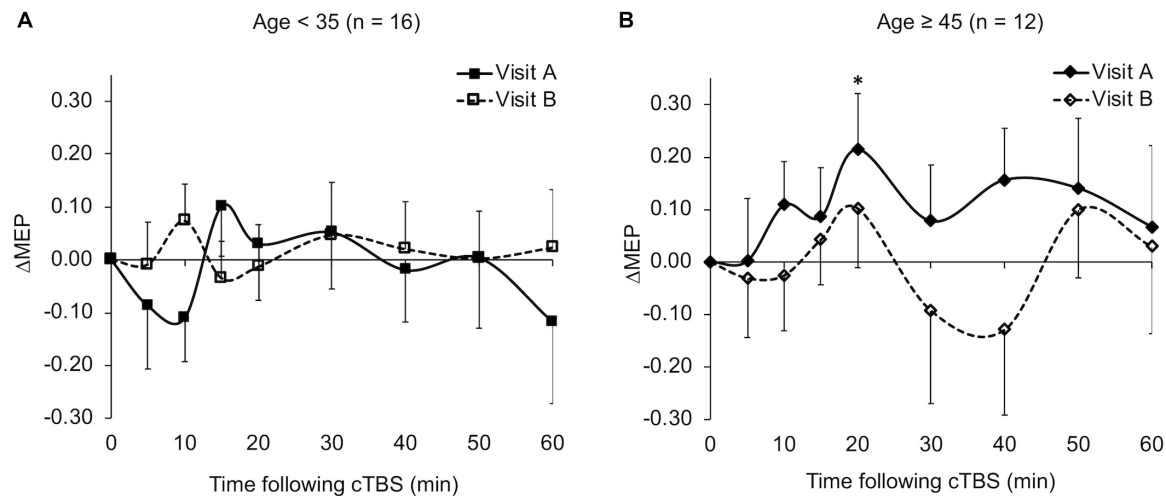 A
Age < 35 (n = 16)
Visit A
Visit B
0.30
0.20
0.10
0.00
-0.10
-0.20
-0.30
ΔMEP
0 10 20 30 40 50 60
Time following cTBS (min)
B
Age ≥ 45 (n = 12)
*
Visit A
Visit B
0.30
0.20
0.10
0.00
-0.10
-0.20
-0.30
ΔMEP
0 10 20 30 40 50 60
Time following cTBS (min)